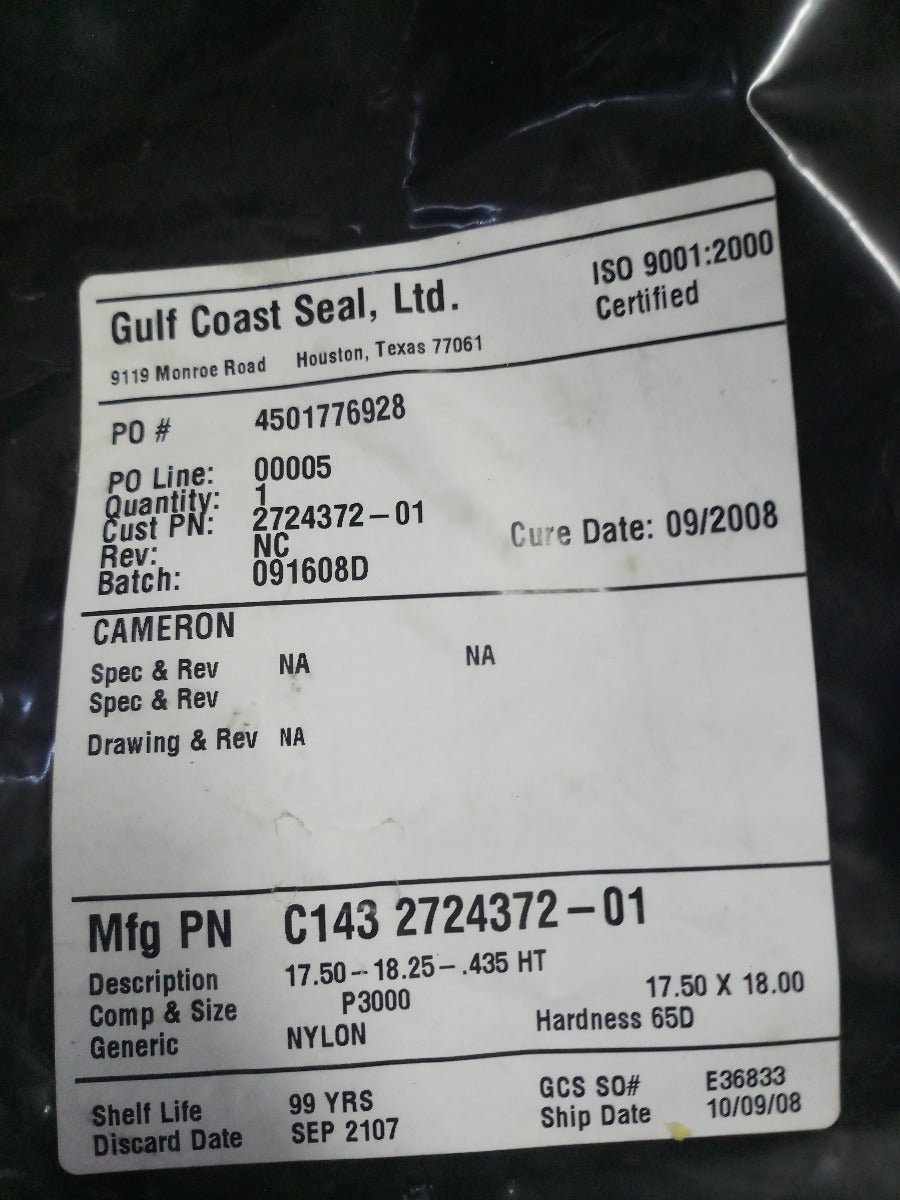 Gulf Coast Seal, Ltd.
ISO 9001:2000
Certified
9119 Monroe Road Houston, Texas 77061
PO # 4501776928
PO Line: 00005
Quantity: 1
Cust PN: 2724372-01
Rev: NC
Batch: 091608D
Cure Date: 09/2008
CAMERON
Spec & Rev NA NA
Spec & Rev
Drawing & Rev NA
Mfg PN C143 2724372-01
Description 17.50--18.25-.435 HT
Comp & Size P3000 17.50 X 18.00
Generic NYLON Hardness 65D
Shelf Life 99 YRS GCS SO# E36833
Discard Date SEP 2107 Ship Date 10/09/08